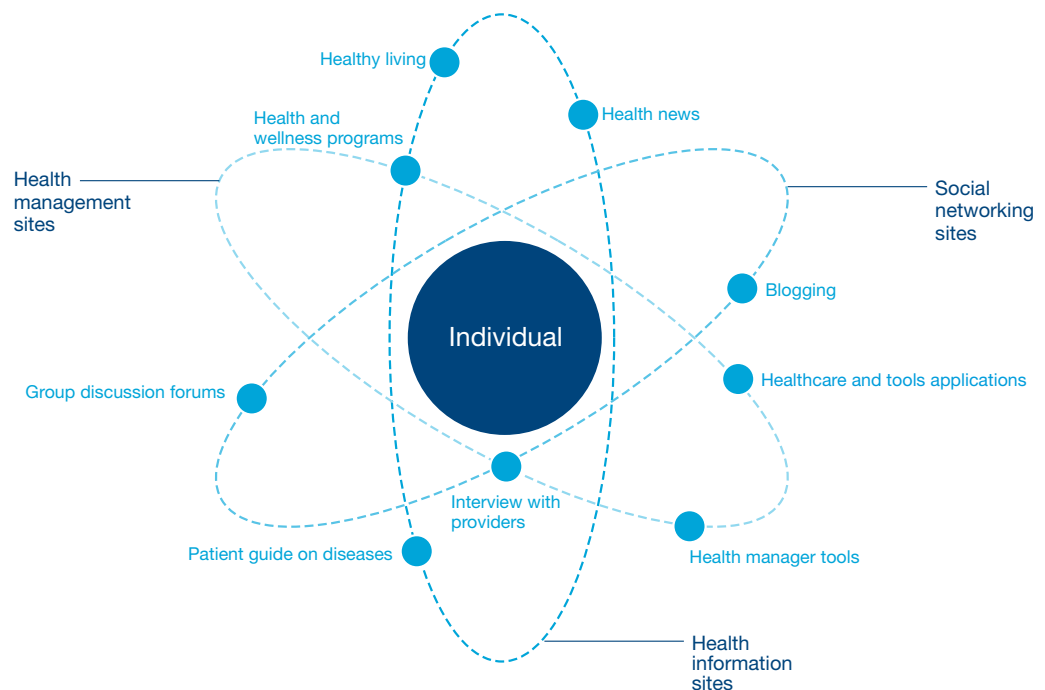 Healthy living
Health news
Health and
wellness programs
Health
management
sites
Social
networking
sites
Blogging
Individual
Group discussion forums
Healthcare and tools applications
Interview with
providers
Patient guide on diseases
Health manager tools
Health
information
sites